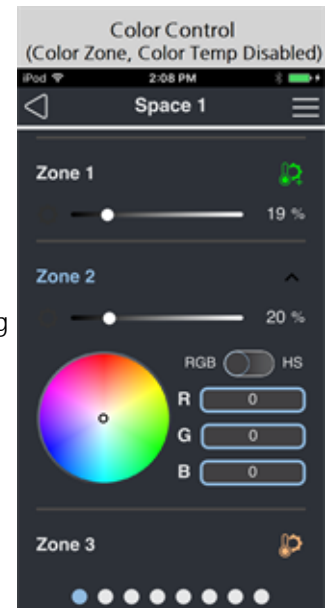 Color Control
(Color Zone, Color Temp Disabled)
iPod 2:08 PM
Space 1
Zone 1
19 %
Zone 2
20 %
g
RGB HS
R 0
G 0
B 0
Zone 3